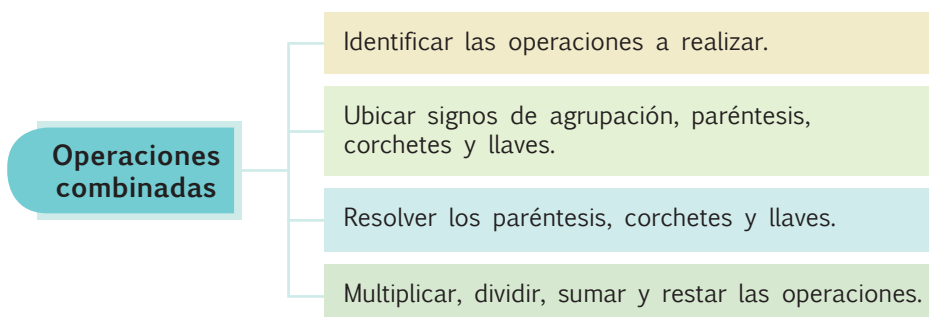 Operaciones
combinadas
Identificar las operaciones a realizar.
Ubicar signos de agrupación, paréntesis,
corchetes y llaves.
Resolver los paréntesis, corchetes y llaves.
Multiplicar, dividir, sumar y restar las operaciones.